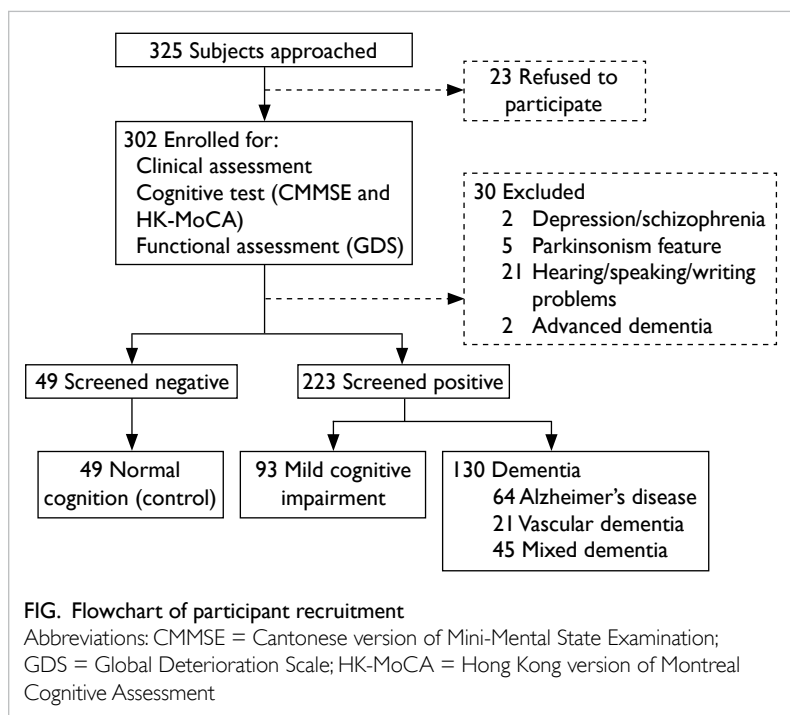 325 Subjects approached
23 Refused to
participate
302 Enrolled for:
Clinical assessment
Cognitive test (CMMSE and
HK-MoCA)
Functional assessment (GDS)
30 Excluded
2 Depression/schizophrenia
5 Parkinsonism feature
21 Hearing/speaking/writing
problems
2 Advanced dementia
49 Screened negative
223 Screened positive
49 Normal
cognition (control)
93 Mild cognitive
impairment
130 Dementia
64 Alzheimer's disease
21 Vascular dementia
45 Mixed dementia
FIG. Flowchart of participant recruitment
Abbreviations: CMMSE = Cantonese version of Mini-Mental State Examination;
GDS = Global Deterioration Scale; HK-MoCA = Hong Kong version of Montreal
Cognitive Assessment